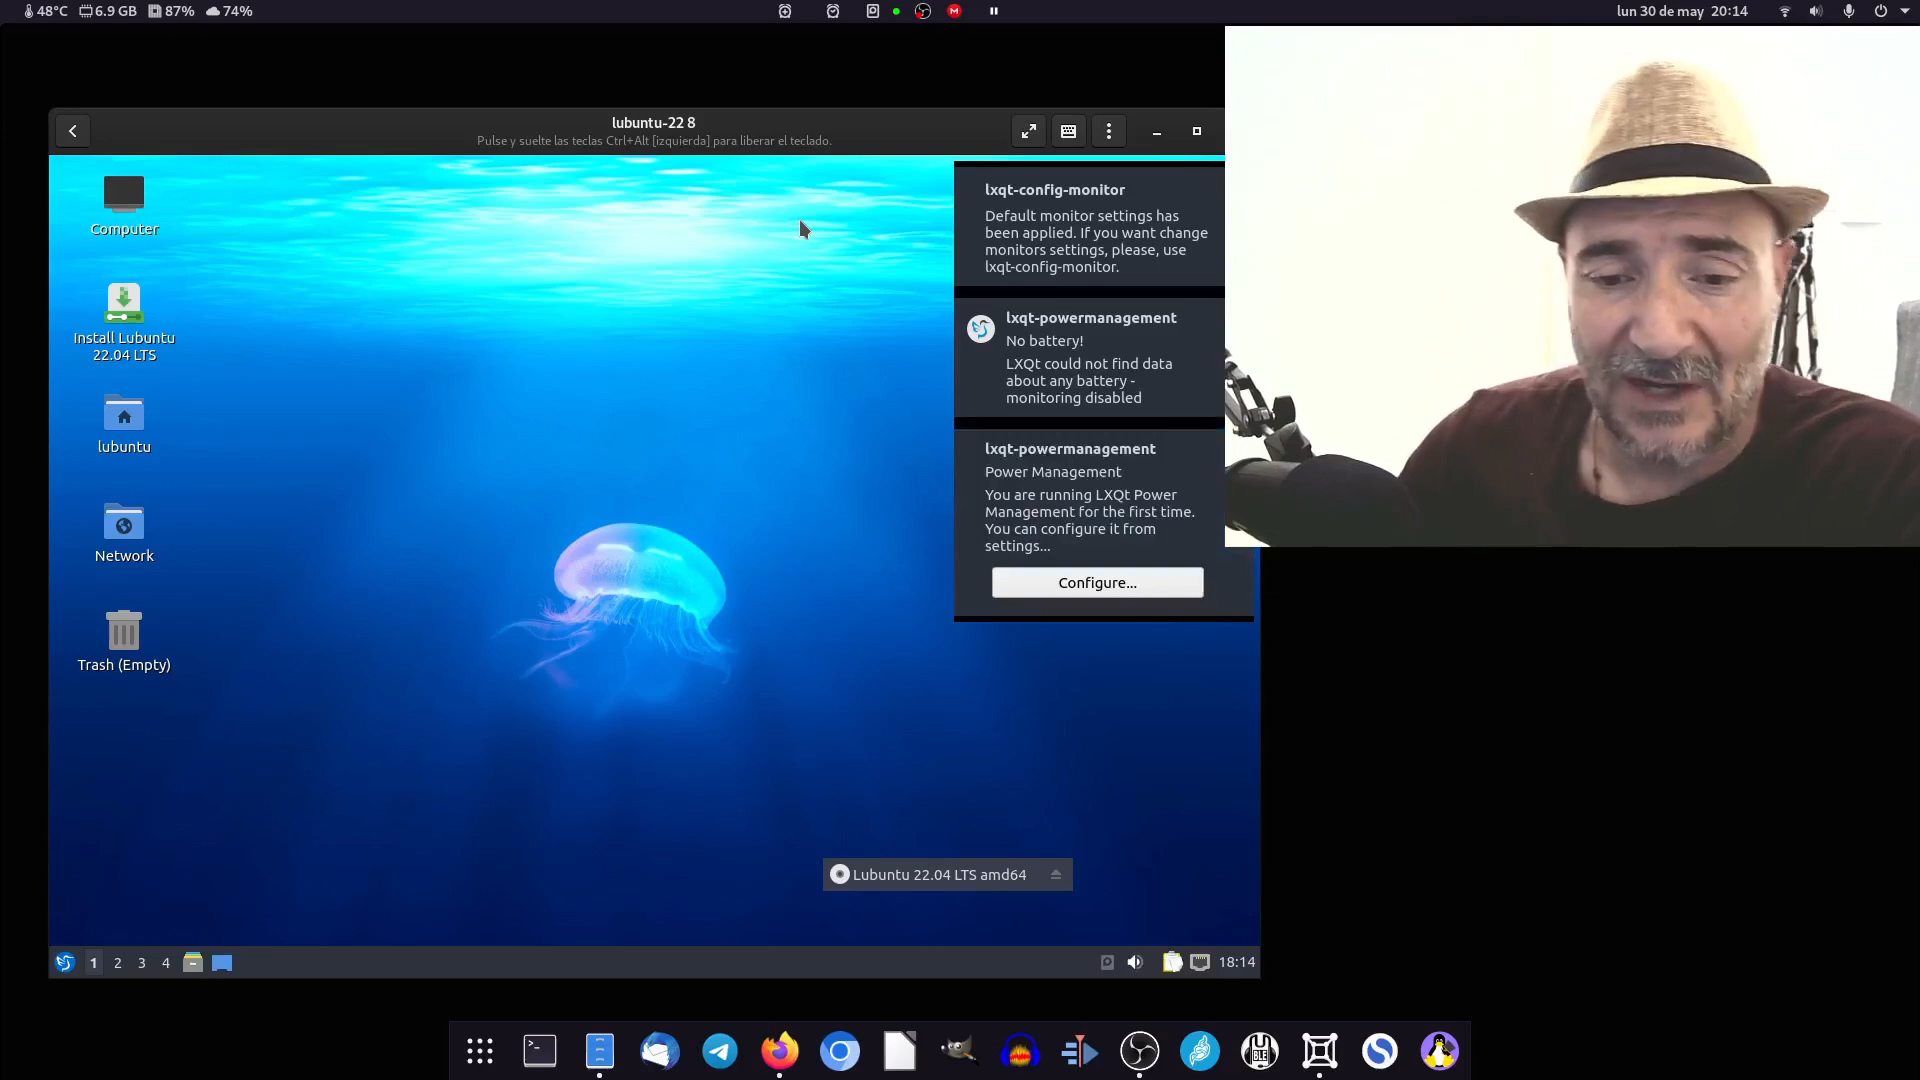 48°C 6.9 GB 87% 74%
lun 30 de may 20:14
lubuntu-22 8
Pulse y suelte las teclas Ctrl+Alt [izquierda] para liberar el teclado.
Computer
Install Lubuntu
22.04 LTS
lubuntu
Network
Trash (Empty)
lxqt-config-monitor
Default monitor settings has
been applied. If you want change
monitors settings, please, use
lxqt-config-monitor.
lxqt-powermanagement
No battery!
LXQt could not find data
about any battery -
monitoring disabled
lxqt-powermanagement
Power Management
You are running LXQt Power
Management for the first time.
You can configure it from
settings...
Configure...
Lubuntu 22.04 LTS amd64
1 2 3 4
18:14
BLE